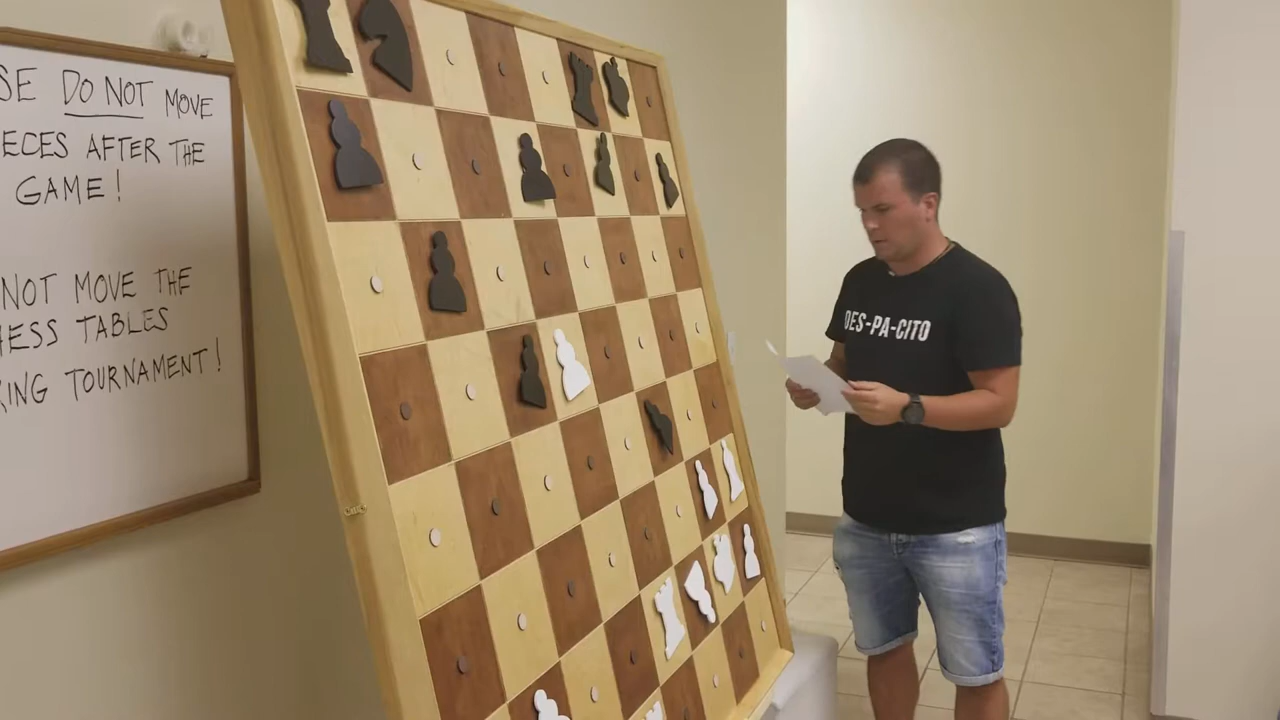 SE DO NOT MOVE
ECES AFTER THE
GAME!
NOT MOVE THE
ESS TABLES
ING TOURNAMENT!
DES-PA-CITO